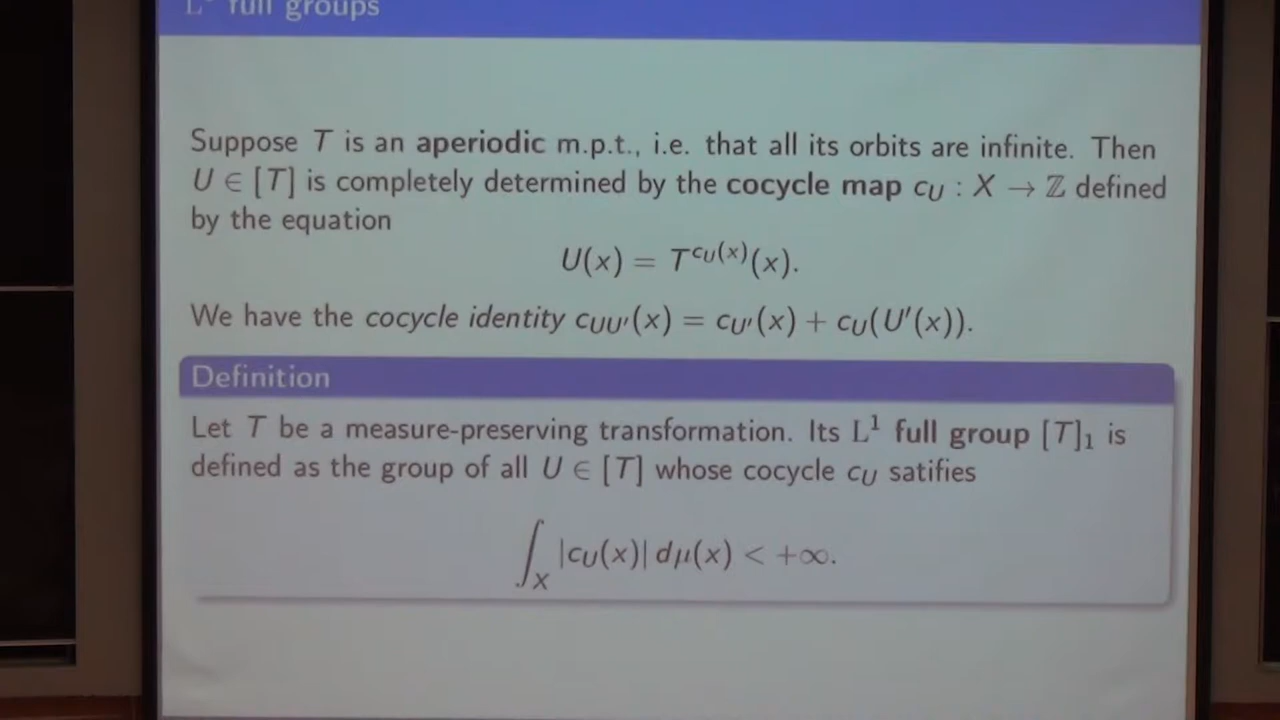 L¹ full groups
Suppose T is an aperiodic m.p.t., i.e. that all its orbits are infinite. Then
U ∈ [T] is completely determined by the cocycle map c_U : X → ℤ defined
by the equation
U(x) = T^{c_U(x)}(x).
We have the cocycle identity c_{UU'}(x) = c_{U'}(x) + c_U(U'(x)).
Definition
Let T be a measure-preserving transformation. Its L¹ full group [T]₁ is
defined as the group of all U ∈ [T] whose cocycle c_U satifies
∫_X |c_U(x)| dμ(x) < +∞.